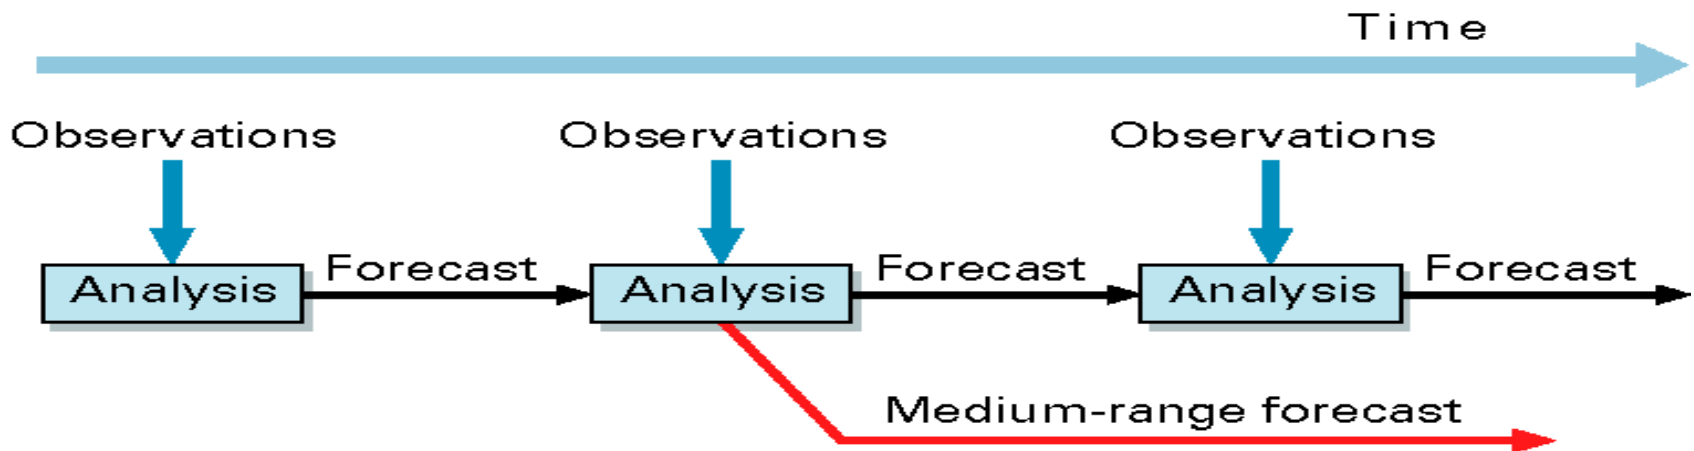 Time
Observations Observations Observations
Analysis Forecast Analysis Forecast Analysis Forecast
Medium-range forecast